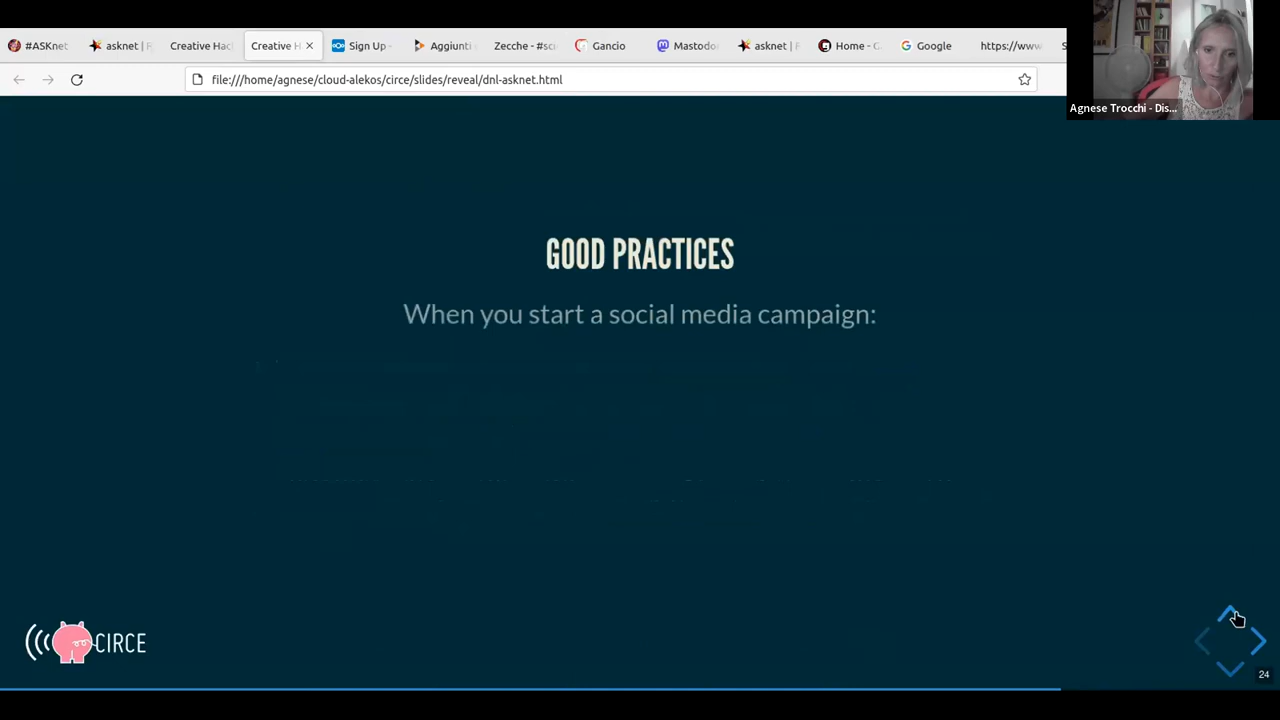 #ASKnet
asknet | F
Creative Hac
Creative H
Sign Up
Aggiunti
Zecche - #sc
Gancio
Mastodo
asknet | F
Home - G
Google
https://www
file:///home/agnese/cloud-alekos/circe/slides/reveal/dnl-asknet.html
Agnese Trocchi - Dis...
GOOD PRACTICES
When you start a social media campaign:
CIRCE
24